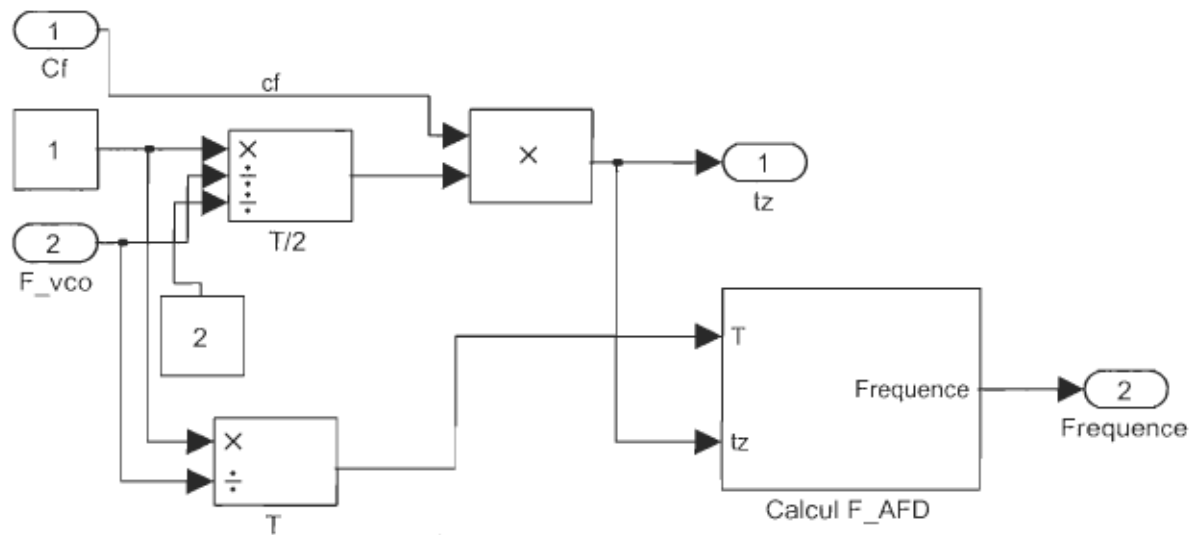 1
Cf
cf
1
×
÷
÷
T/2
×
1
tz
2
F_vco
2
T
tz
Frequence
Calcul F_AFD
2
Frequence
×
÷
T